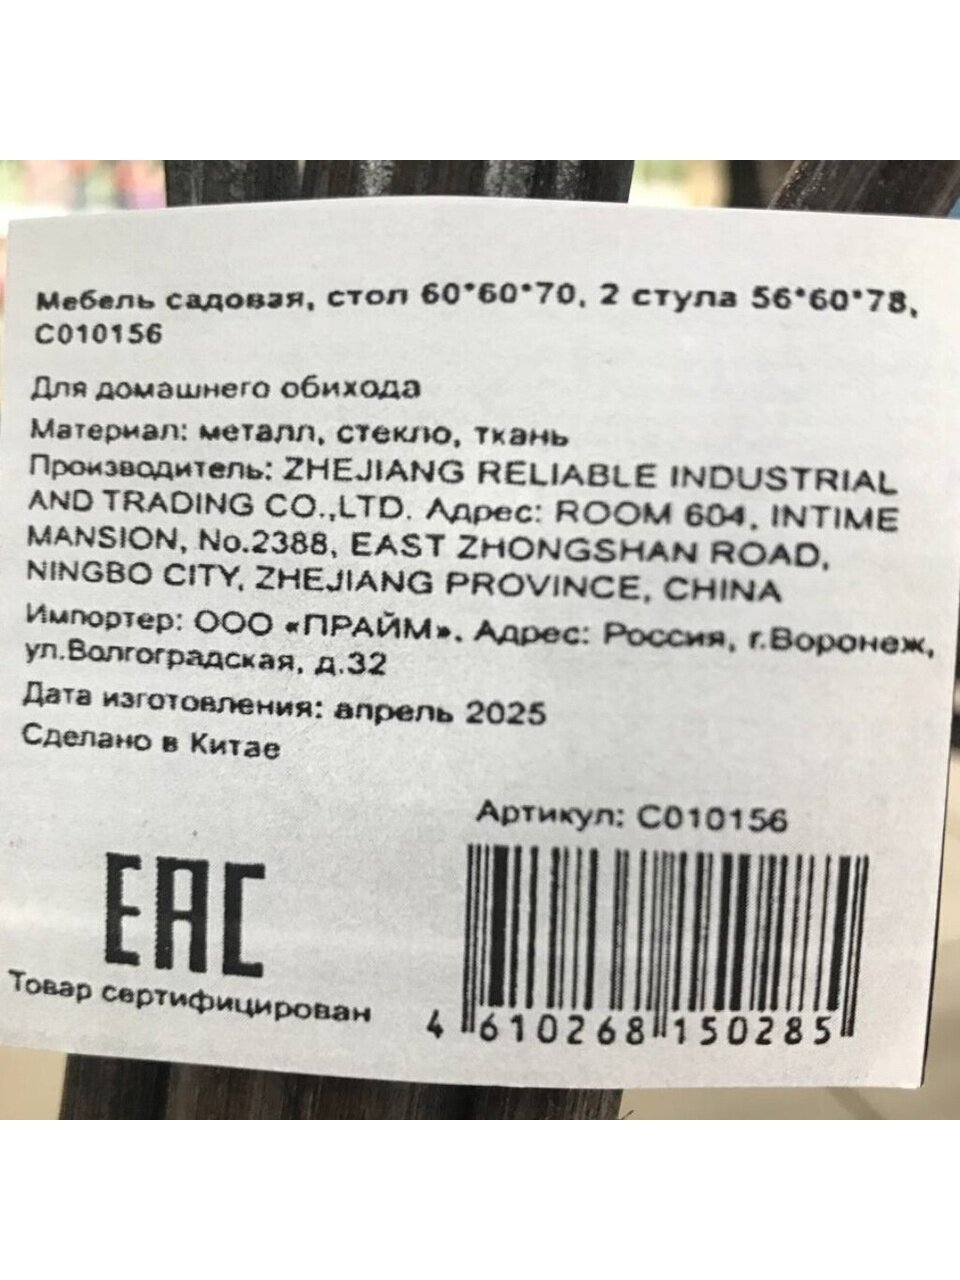 Мебель садовая, стол 60*60*70, 2 стула 56*60*78,
С010156
Для домашнего обихода
Материал: металл, стекло, ткань
Производитель: ZHEJIANG RELIABLE INDUSTRIAL
AND TRADING CO.,LTD. Адрес: ROOM 604, INTIME
MANSION, No.2388, EAST ZHONGSHAN ROAD,
NINGBO CITY, ZHEJIANG PROVINCE, CHINA
Импортер: ООО «ПРАЙМ». Адрес: Россия, г.Воронеж,
ул.Волгоградская, д.32
Дата изготовления: апрель 2025
Сделано в Китае
Артикул: С010156
EAC
Товар сертифицирован
4 610268 150285